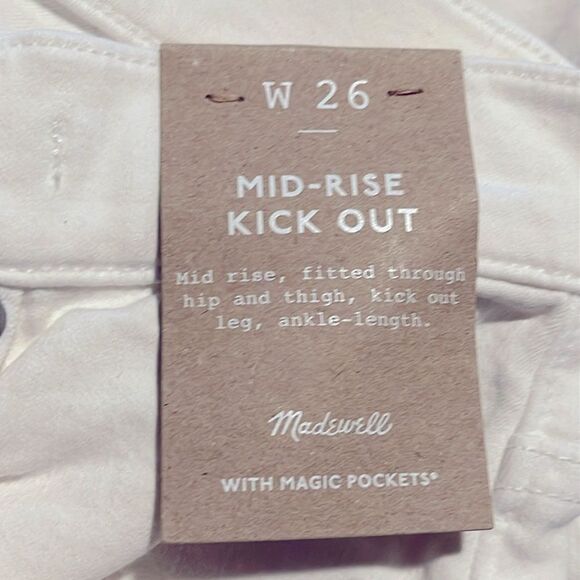 W 26
MID-RISE
KICK OUT
Mid rise, fitted through
hip and thigh, kick out
leg, ankle-length.
Madewell
WITH MAGIC POCKETS®